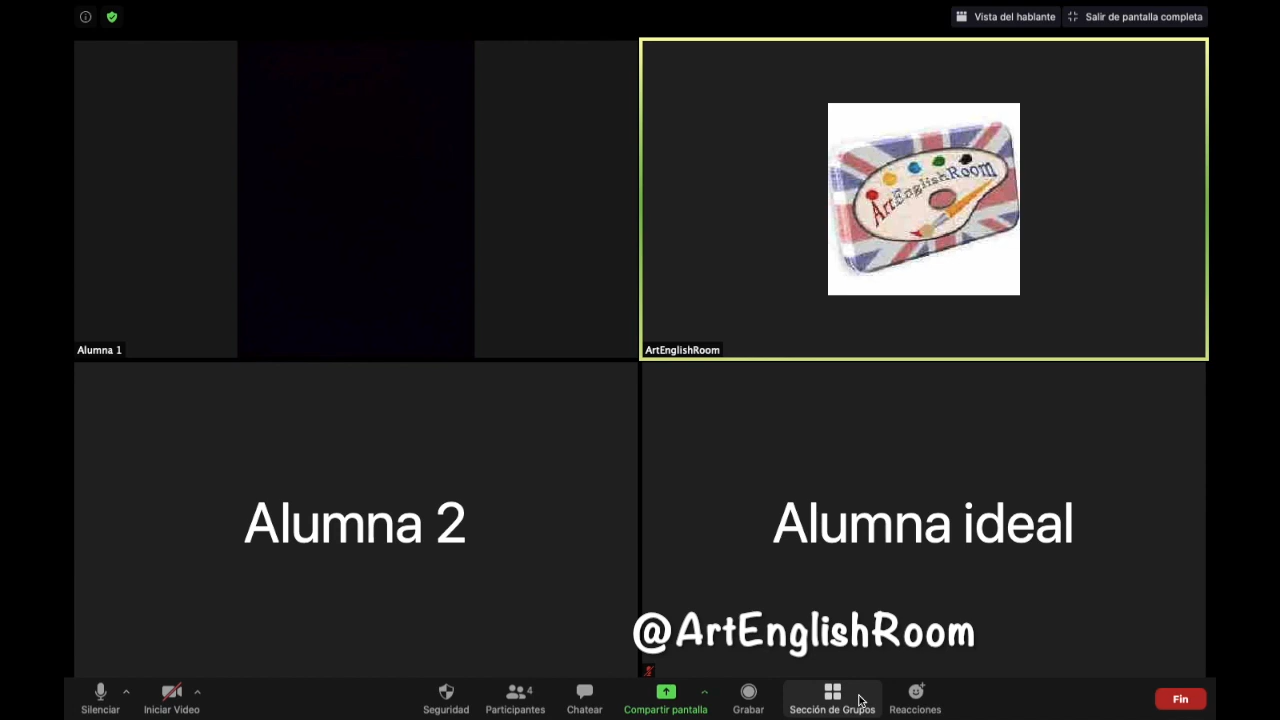 Vista del hablante
Salir de pantalla completa
ArtEnglishRoom
Alumna 1
ArtEnglishRoom
Alumna 2
Alumna ideal
@ArtEnglishRoom
4
Silenciar
Iniciar Video
Seguridad
Participantes
Chatear
Compartir pantalla
Grabar
Sección de Grupos
Reacciones
Fin